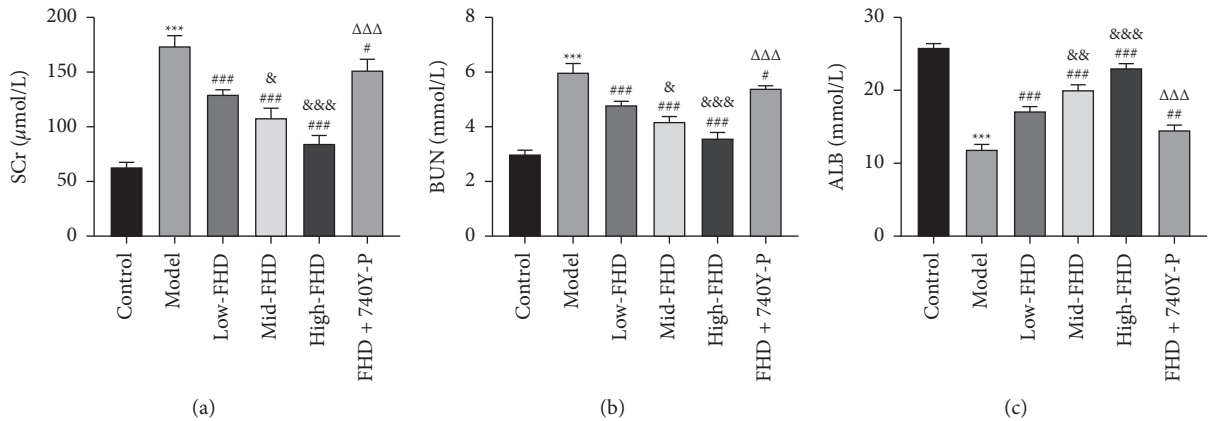 SCr (μmol/L)
200
150
100
50
0
***
###
&
###
&&&
###
ΔΔΔ
#
Control
Model
Low-FHD
Mid-FHD
High-FHD
FHD + 740Y-P
(a)
BUN (mmol/L)
8
6
4
2
0
***
###
&
###
&&&
###
ΔΔΔ
#
Control
Model
Low-FHD
Mid-FHD
High-FHD
FHD + 740Y-P
(b)
ALB (mmol/L)
30
20
10
0
***
###
&&
###
&&&
###
ΔΔΔ
##
Control
Model
Low-FHD
Mid-FHD
High-FHD
FHD + 740Y-P
(c)